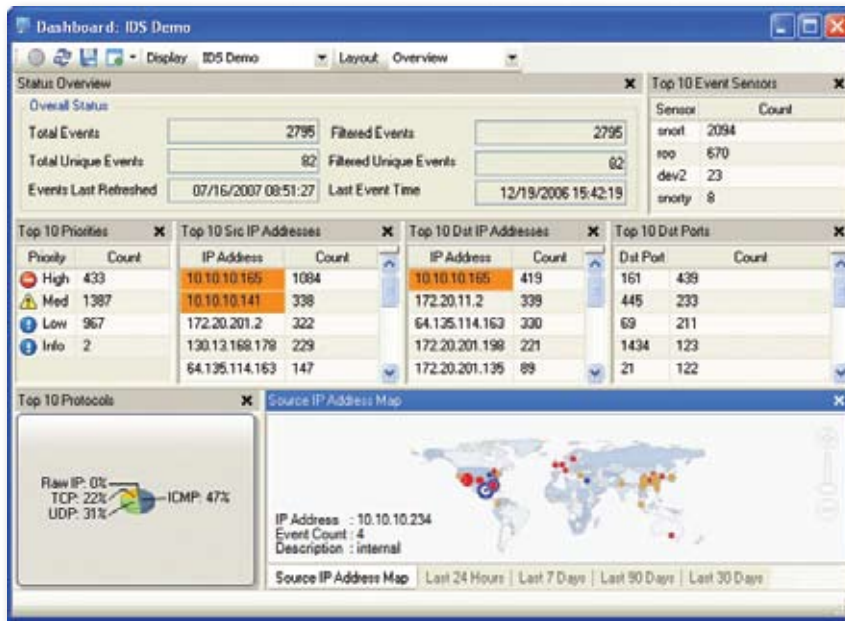 Dashboard: IDS Demo
Display IDS Demo Layout Overview
Status Overview
Overall Status
Total Events 2795 Filtered Events 2795
Total Unique Events 82 Filtered Unique Events 82
Events Last Refreshed 07/16/2007 08:51:27 Last Event Time 12/19/2006 15:42:19
Top 10 Event Sensors
Sensor Count
snort 2094
roo 670
dev2 23
snorty 8
Top 10 Priorities
Priority Count
High 433
Med 1387
Low 967
Info 2
Top 10 Src IP Addresses
IP Address Count
10.10.10.165 1084
10.10.10.141 338
172.20.201.2 322
130.13.168.178 229
64.135.114.163 147
Top 10 Dst IP Addresses
IP Address Count
10.10.10.165 419
172.20.11.2 339
64.135.114.163 330
172.20.201.198 221
172.20.201.135 89
Top 10 Dst Ports
Dst Port Count
161 439
445 233
69 211
1434 123
21 122
Top 10 Protocols
Raw IP: 0%
TCP: 22%
UDP: 31%
ICMP: 47%
Source IP Address Map
IP Address : 10.10.10.234
Event Count : 4
Description : internal
Source IP Address Map Last 24 Hours Last 7 Days Last 90 Days Last 30 Days